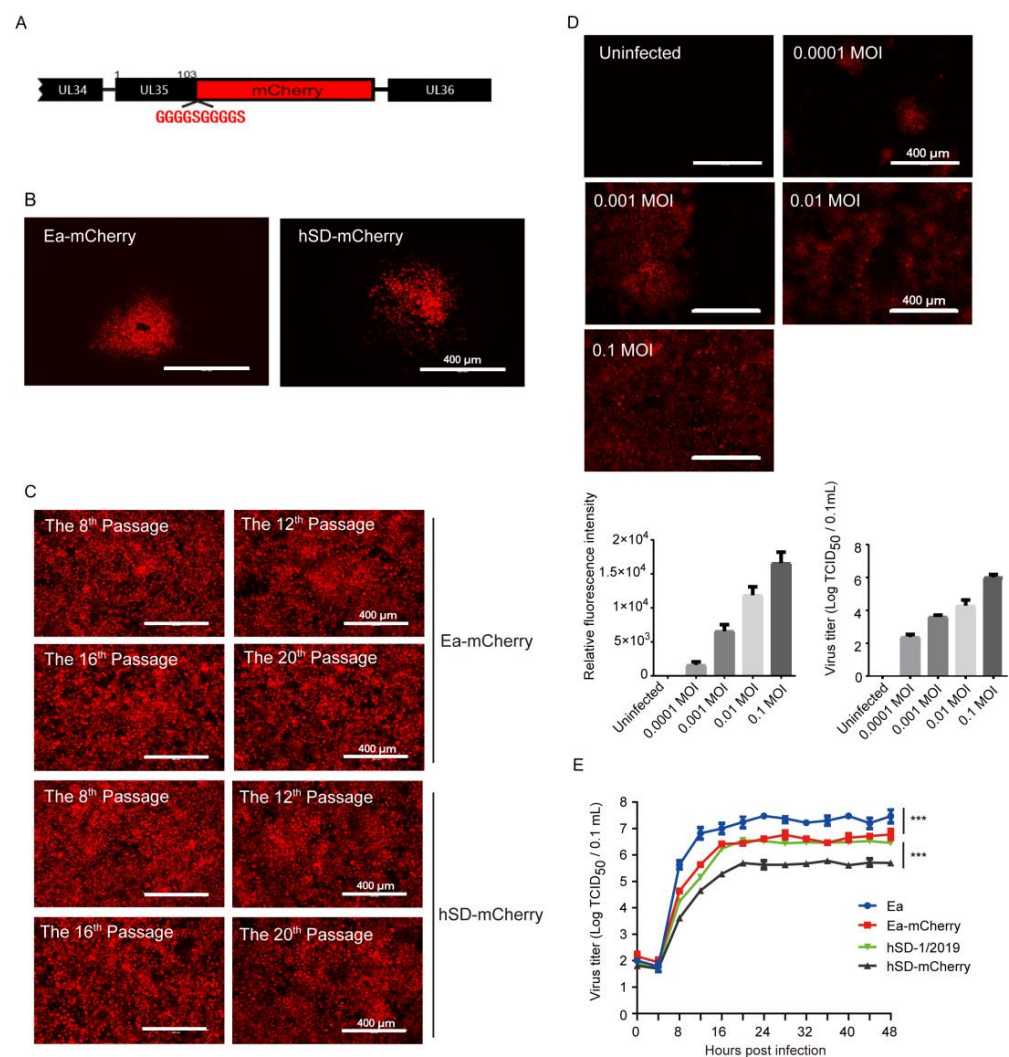 A
1 103
UL34 UL35 mCherry UL36
GGGGSGGGGS
B
Ea-mCherry
hSD-mCherry
400 μm
C
The 8th Passage
The 12th Passage
400 μm
The 16th Passage
The 20th Passage
400 μm
Ea-mCherry
The 8th Passage
The 12th Passage
400 μm
The 16th Passage
The 20th Passage
400 μm
hSD-mCherry
D
Uninfected
0.0001 MOI
400 μm
0.001 MOI
0.01 MOI
400 μm
0.1 MOI
Relative fluorescence intensity
2×10⁴
1.5×10⁴
1×10⁴
5×10³
0
Uninfected
0.0001 MOI
0.001 MOI
0.01 MOI
0.1 MOI
Virus titer (Log TCID50 / 0.1mL)
8
6
4
2
0
Uninfected
0.0001 MOI
0.001 MOI
0.01 MOI
0.1 MOI
E
Virus titer (Log TCID50 / 0.1 mL)
8
7
6
5
4
3
2
1
0
0 8 16 24 32 40 48
Hours post infection
***
***
Ea
Ea-mCherry
hSD-1/2019
hSD-mCherry